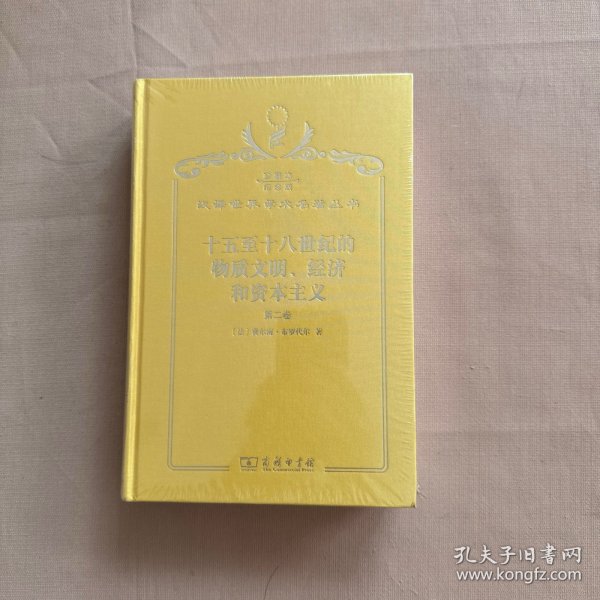 汉译世界学术名著丛书
十五至十八世纪的
物质文明、经济
和资本主义
第二卷
〔法〕费尔南·布罗代尔 著
商务印书馆
The Commercial Press
孔夫子旧书网
www.kongfz.com